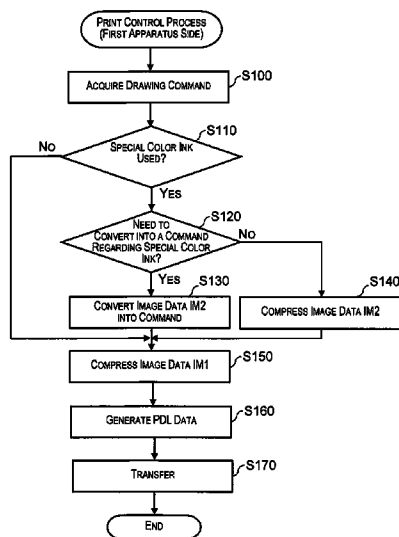 PRINT CONTROL PROCESS
(FIRST APPARATUS SIDE)
S100
ACQUIRE DRAWING COMMAND
S110
NO
SPECIAL COLOR INK
USED?
YES
S120
NEED TO
CONVERT INTO A COMMAND
REGARDING SPECIAL COLOR
INK?
NO
YES
S130
S140
CONVERT IMAGE DATA IM2
INTO COMMAND
COMPRESS IMAGE DATA IM2
S150
COMPRESS IMAGE DATA IM1
S160
GENERATE PDL DATA
S170
TRANSFER
END